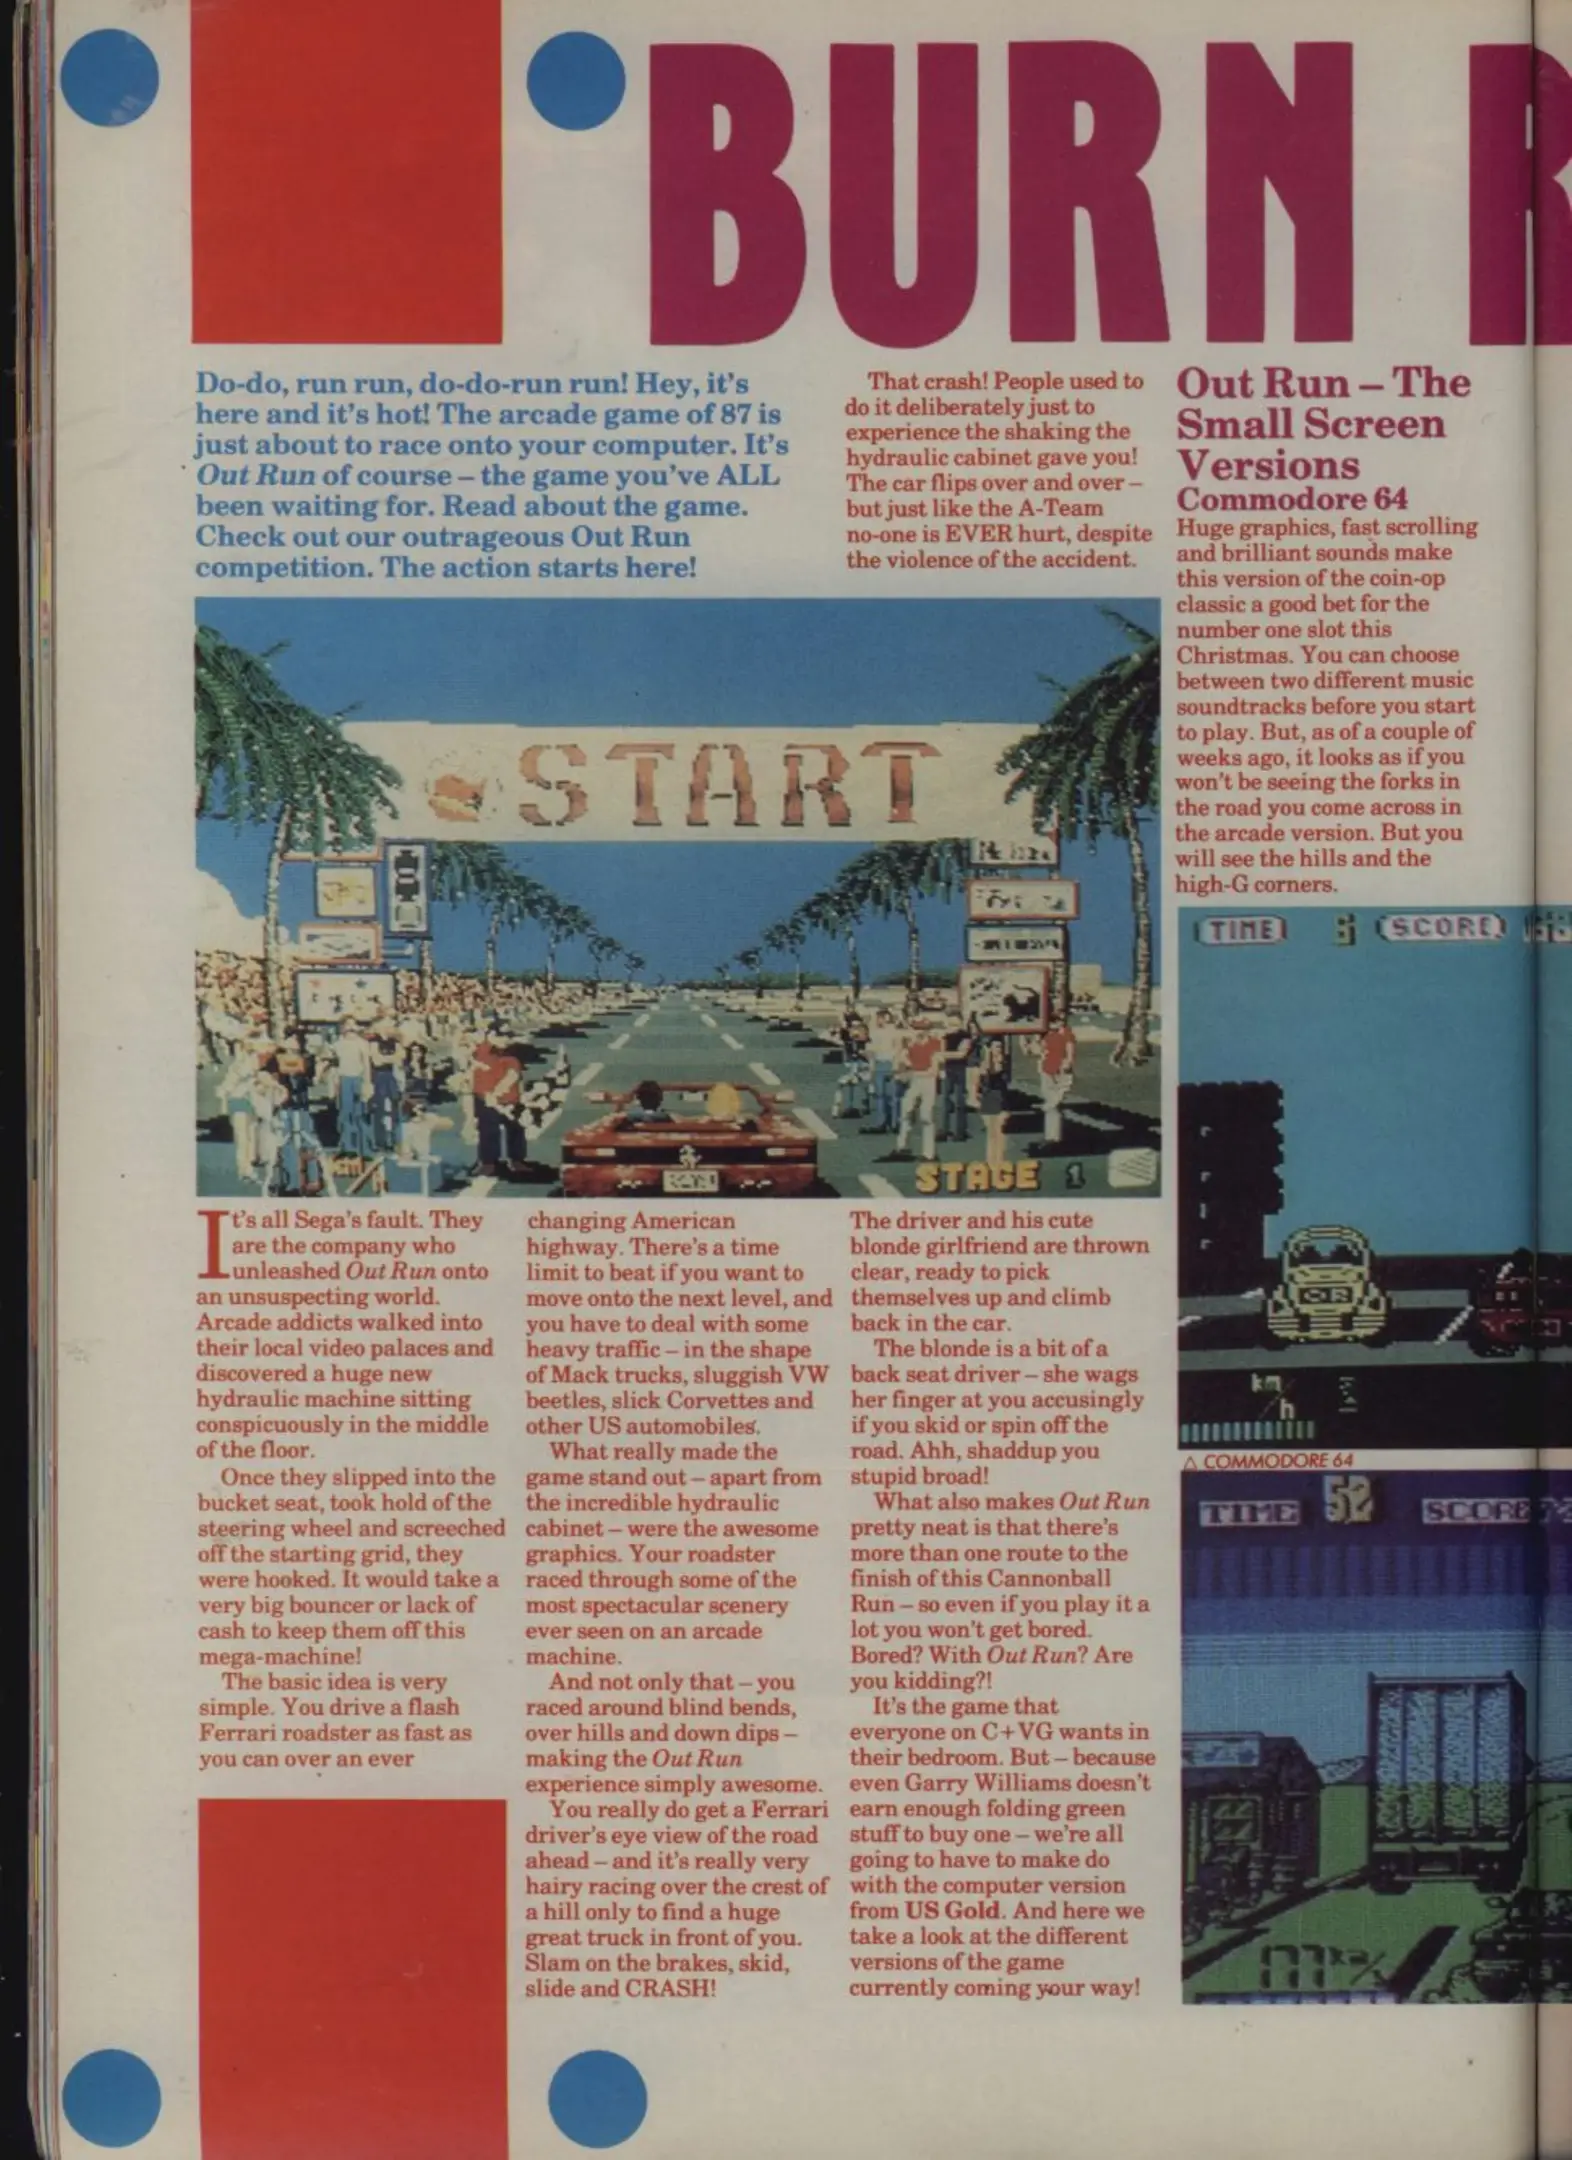 BURN
Do-do, run run, do-do-run run! Hey, it's
here and it's hot! The arcade game of 87 is
just about to race onto your computer. It's
Out Run of course – the game you've ALL
been waiting for. Read about the game.
Check out our outrageous Out Run
competition. The action starts here!
START
STAGE 1
It's all Sega's fault. They
are the company who
unleashed Out Run onto
an unsuspecting world.
Arcade addicts walked into
their local video palaces and
discovered a huge new
hydraulic machine sitting
conspicuously in the middle
of the floor.
Once they slipped into the
bucket seat, took hold of the
steering wheel and screeched
off the starting grid, they
were hooked. It would take a
very big bouncer or lack of
cash to keep them off this
mega-machine!
The basic idea is very
simple. You drive a flash
Ferrari roadster as fast as
you can over an ever
changing American
highway. There's a time
limit to beat if you want to
move onto the next level, and
you have to deal with some
heavy traffic – in the shape
of Mack trucks, sluggish VW
beetles, slick Corvettes and
other US automobiles.
What really made the
game stand out – apart from
the incredible hydraulic
cabinet – were the awesome
graphics. Your roadster
raced through some of the
most spectacular scenery
ever seen on an arcade
machine.
And not only that – you
raced around blind bends,
over hills and down dips –
making the Out Run
experience simply awesome.
You really do get a Ferrari
driver's eye view of the road
ahead – and it's really very
hairy racing over the crest of
a hill only to find a huge
great truck in front of you.
Slam on the brakes, skid,
slide and CRASH!
That crash! People used to
do it deliberately just to
experience the shaking the
hydraulic cabinet gave you!
The car flips over and over –
but just like the A-Team
no-one is EVER hurt, despite
the violence of the accident.
The driver and his cute
blonde girlfriend are thrown
clear, ready to pick
themselves up and climb
back in the car.
The blonde is a bit of a
back seat driver – she wags
her finger at you accusingly
if you skid or spin off the
road. Ahh, shaddup you
stupid broad!
What also makes Out Run
pretty neat is that there's
more than one route to the
finish of this Cannonball
Run – so even if you play it a
lot you won't get bored.
Bored? With Out Run? Are
you kidding?!
It's the game that
everyone on C+VG wants in
their bedroom. But – because
even Garry Williams doesn't
earn enough folding green
stuff to buy one – we're all
going to have to make do
with the computer version
from US Gold. And here we
take a look at the different
versions of the game
currently coming your way!
Out Run – The
Small Screen
Versions
Commodore 64
Huge graphics, fast scrolling
and brilliant sounds make
this version of the coin-op
classic a good bet for the
number one slot this
Christmas. You can choose
between two different music
soundtracks before you start
to play. But, as of a couple of
weeks ago, it looks as if you
won't be seeing the forks in
the road you come across in
the arcade version. But you
will see the hills and the
high-G corners.
TIME SCORE
km/h
△ COMMODORE 64
TIME 52 SCORE